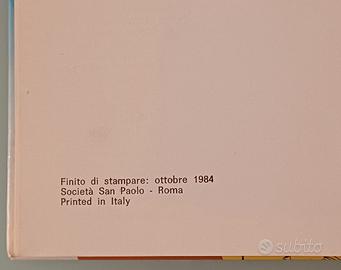 Finito di stampare: ottobre 1984
Società San Paolo - Roma
Printed in Italy
subito